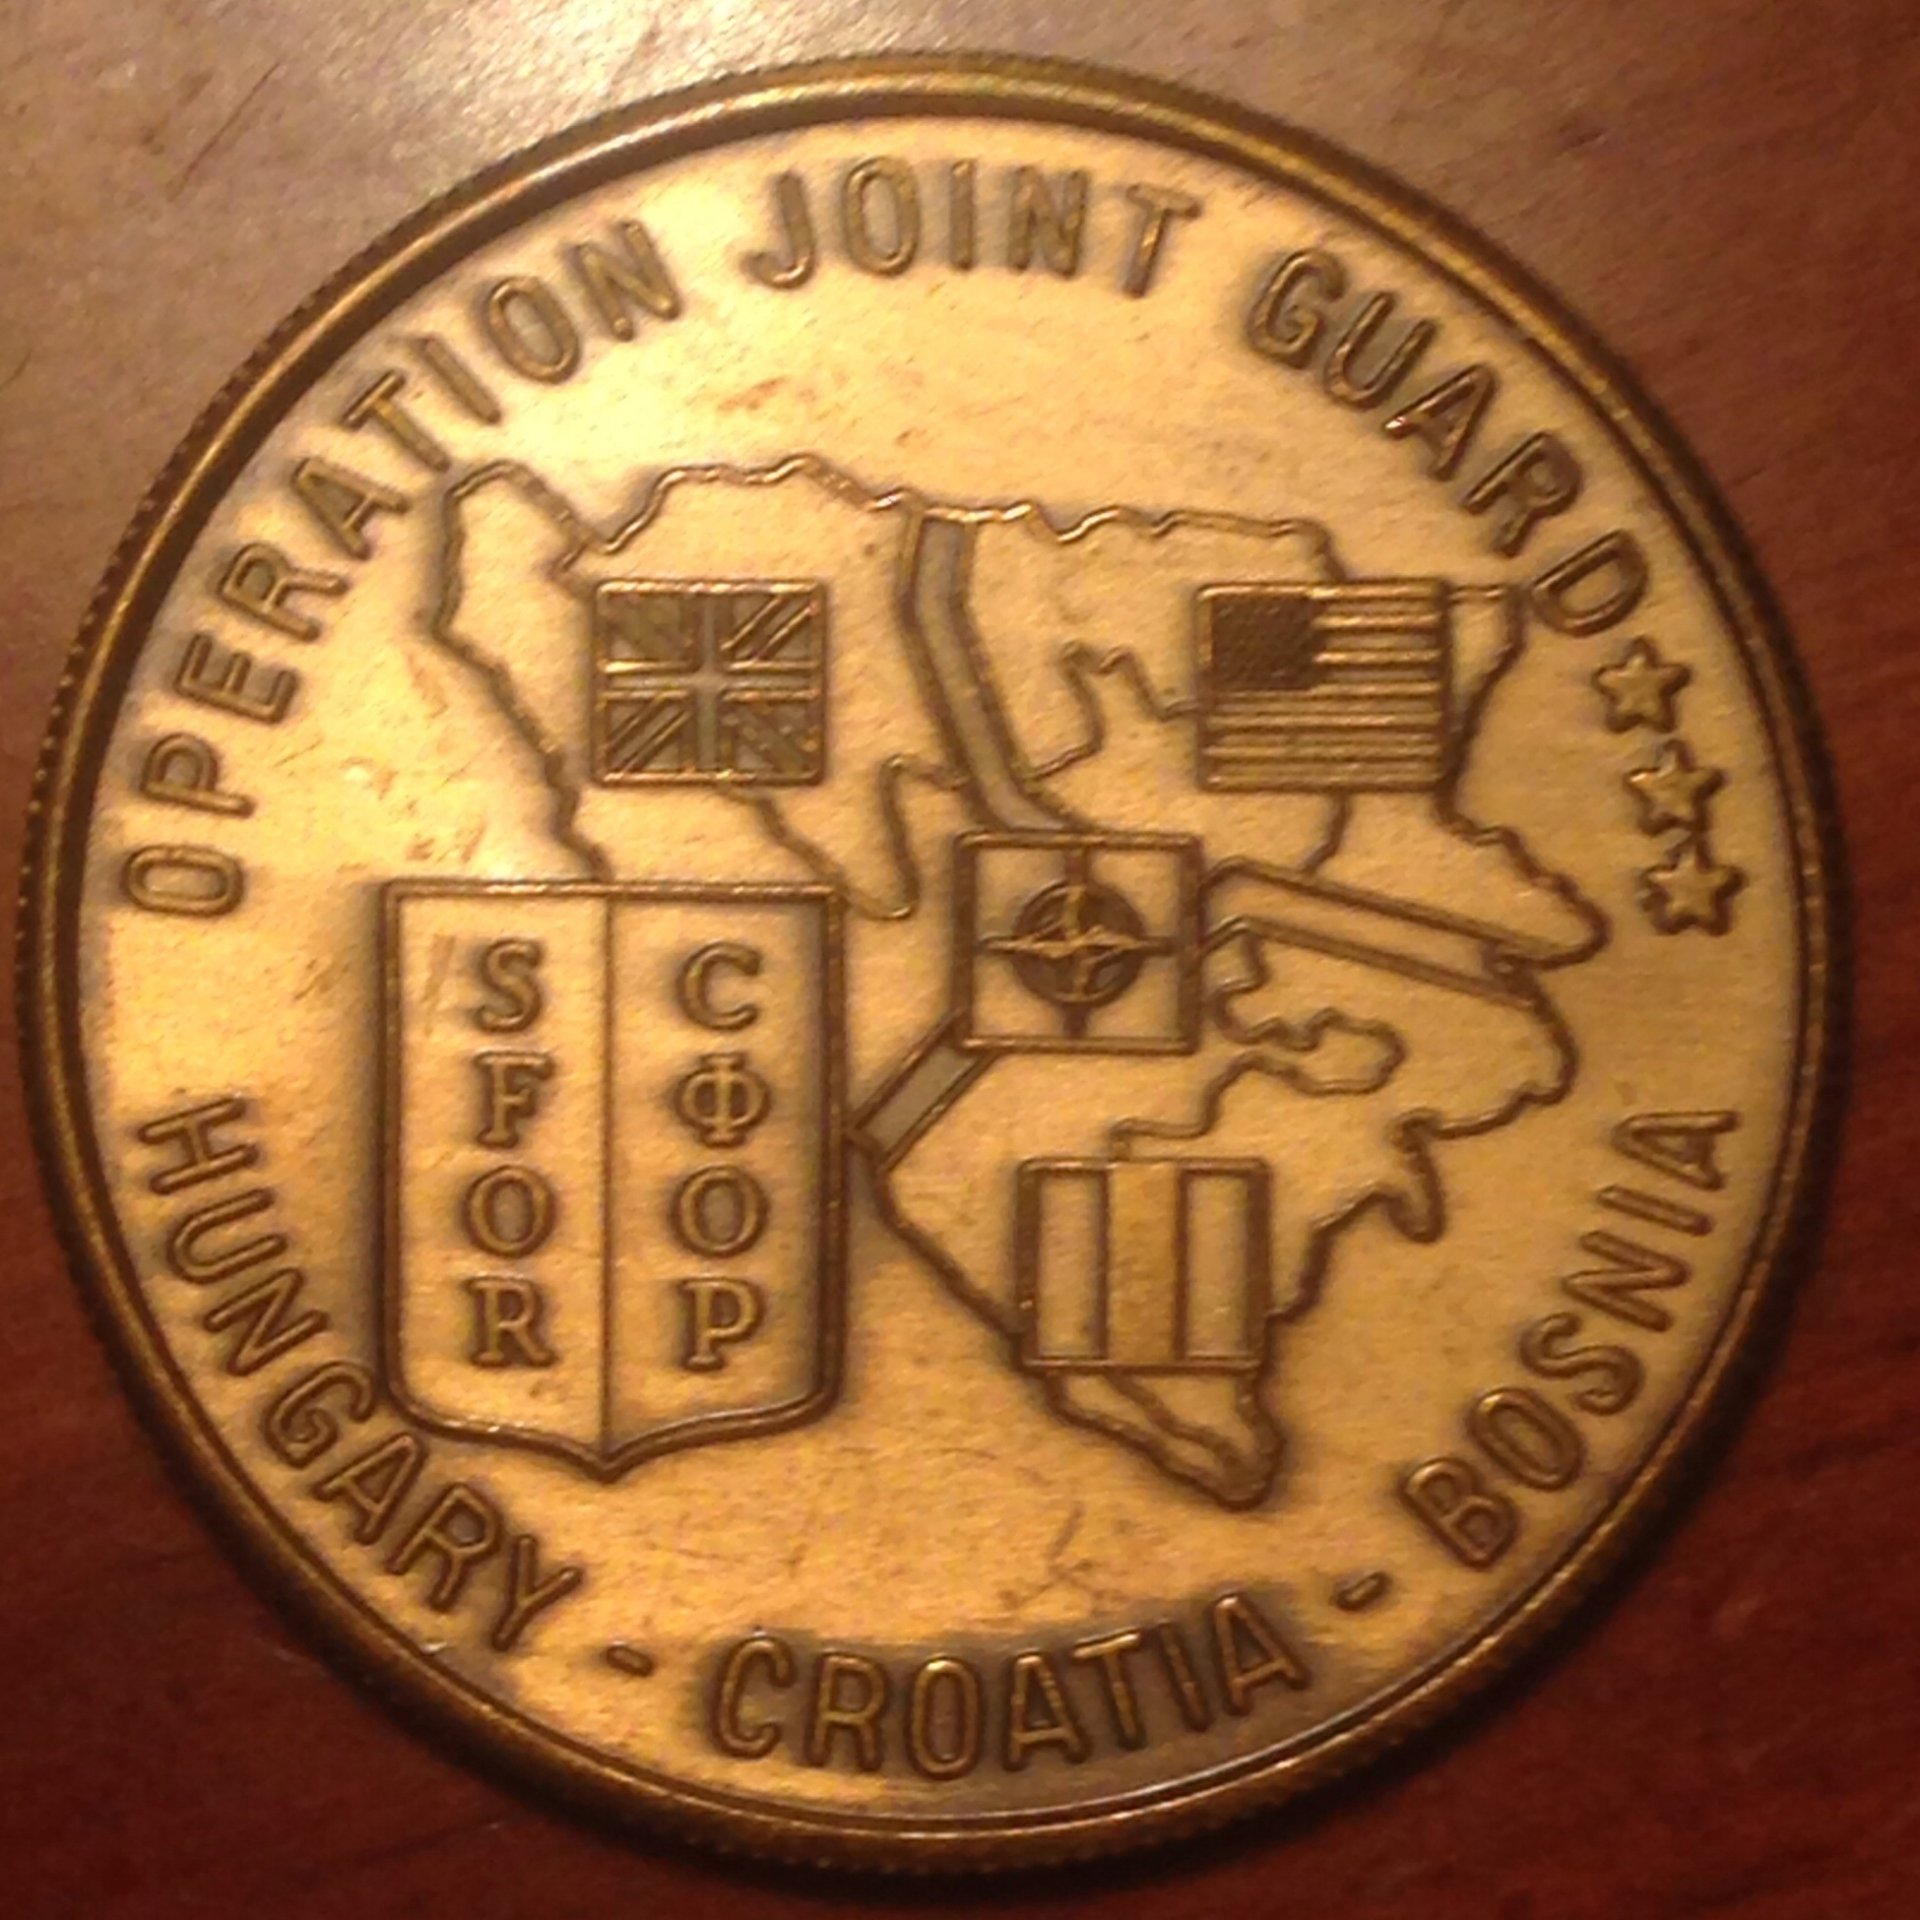 OPERATION JOINT GUARD
SFOR
СФОР
HUNGARY - CROATIA - BOSNIA